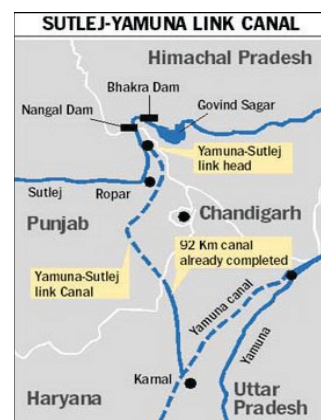 SUTLEJ-YAMUNA LINK CANAL
Himachal Pradesh
Bhakra Dam
Nangal Dam
Govind Sagar
Yamuna-Sutlej
link head
Sutlej
Ropar
Punjab
Chandigarh
92 Km canal
already completed
Yamuna-Sutlej
link Canal
Yamuna canal
Yamuna
Karnal
Haryana
Uttar
Pradesh